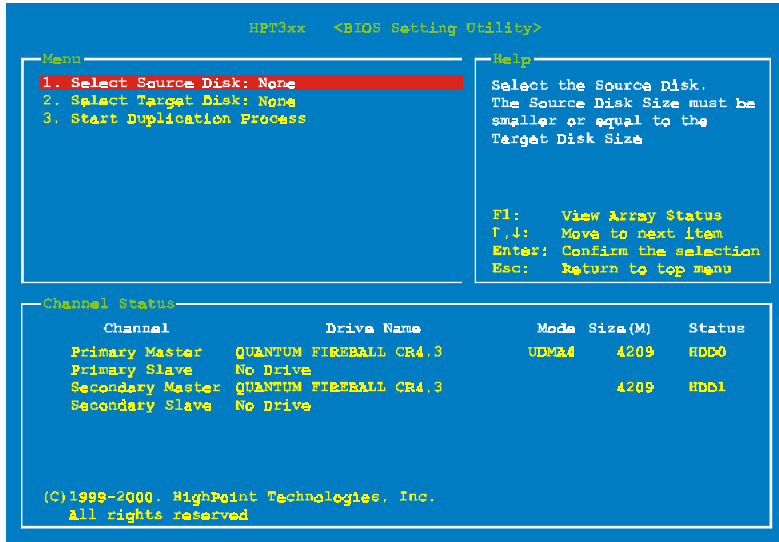 HPT3xx <BIOS Setting Utility>
Menu
1. Select Source Disk: None
2. Select Target Disk: None
3. Start Duplication Process
Help
Select the Source Disk.
The Source Disk Size must be
smaller or equal to the
Target Disk Size
F1: View Array Status
↑,↓: Move to next item
Enter: Confirm the selection
Esc: Return to top menu
Channel Status
Channel Drive Name Mode Size(M) Status
Primary Master QUANTUM FIREBALL CR4.3 UDMA4 4209 HDD0
Primary Slave No Drive
Secondary Master QUANTUM FIREBALL CR4.3 4209 HDD1
Secondary Slave No Drive
(C)1999-2000. HighPoint Technologies, Inc.
All rights reserved